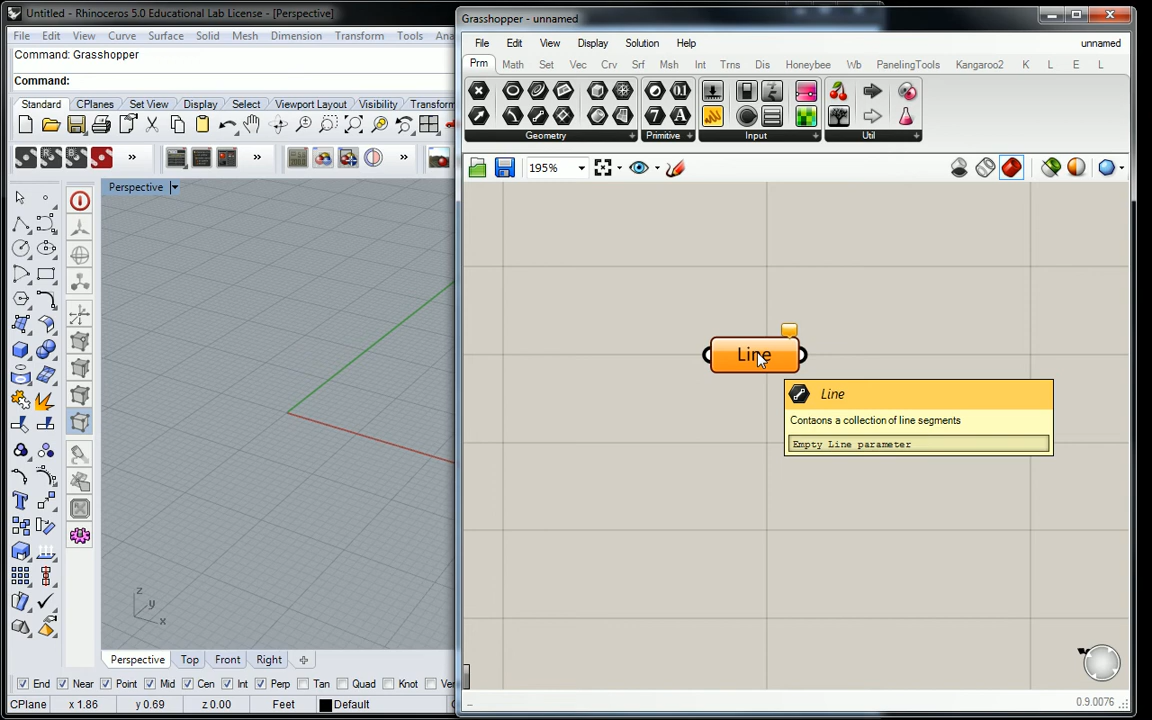 Untitled - Rhinoceros 5.0 Educational Lab License - [Perspective]
File Edit View Curve Surface Solid Mesh Dimension Transform Tools
Command: Grasshopper
Command:
Standard CPlanes Set View Display Select Viewport Layout Visibility Transform
»
»
»
Perspective
z
y
x
Perspective Top Front Right
End Near Point Mid Cen Int Perp Tan Quad Knot
CPlane x 1.86 y 0.69 z 0.00 Feet Default
Grasshopper - unnamed
File Edit View Display Solution Help unnamed
Prm Math Set Vec Crv Srf Msh Int Trns Dis Honeybee Wb PanelingTools Kangaroo2 K L E L
Geometry Primitive Input Util
195%
Line
Line
Contaons a collection of line segments
Empty Line parameter
0.9.0076